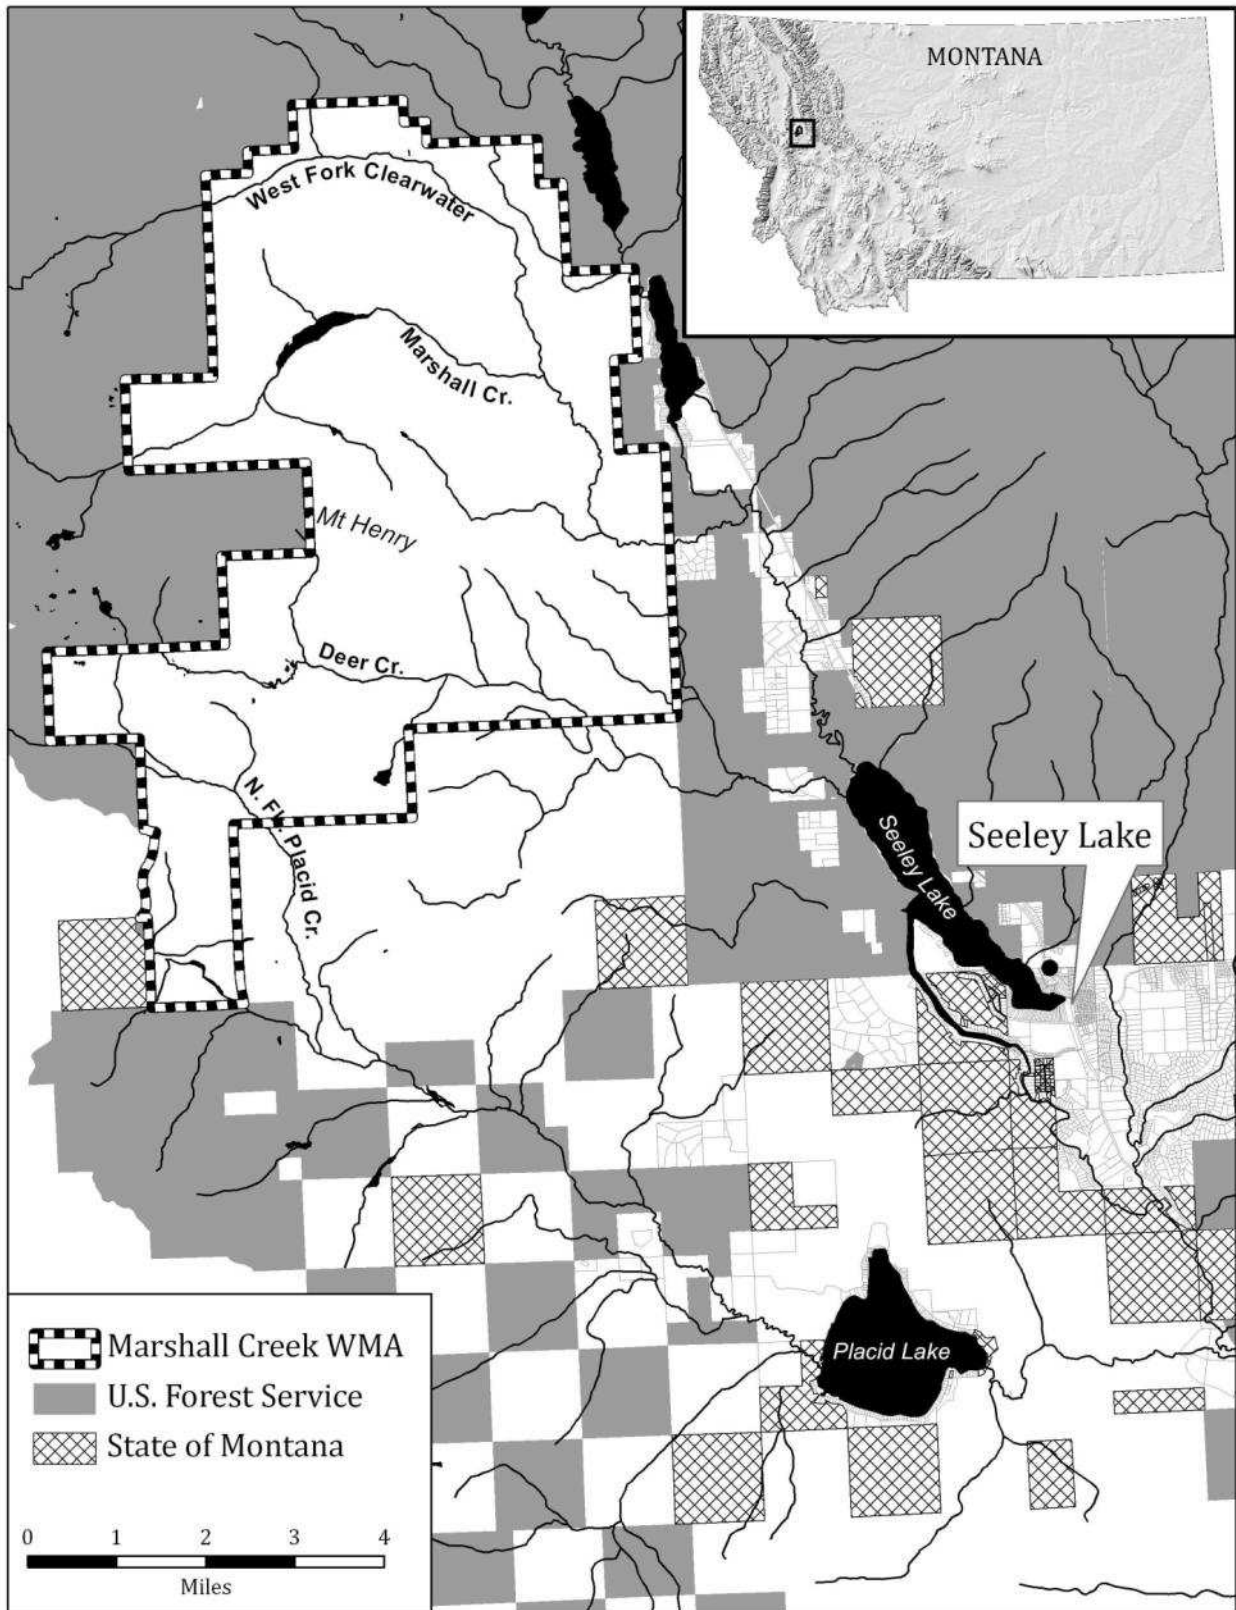 MONTANA
West Fork Clearwater
Marshall Cr.
Mt Henry
Deer Cr.
N. Fk. Placid Cr.
Seeley Lake
Seeley Lake
Placid Lake
Marshall Creek WMA
U.S. Forest Service
State of Montana
0 1 2 3 4
Miles